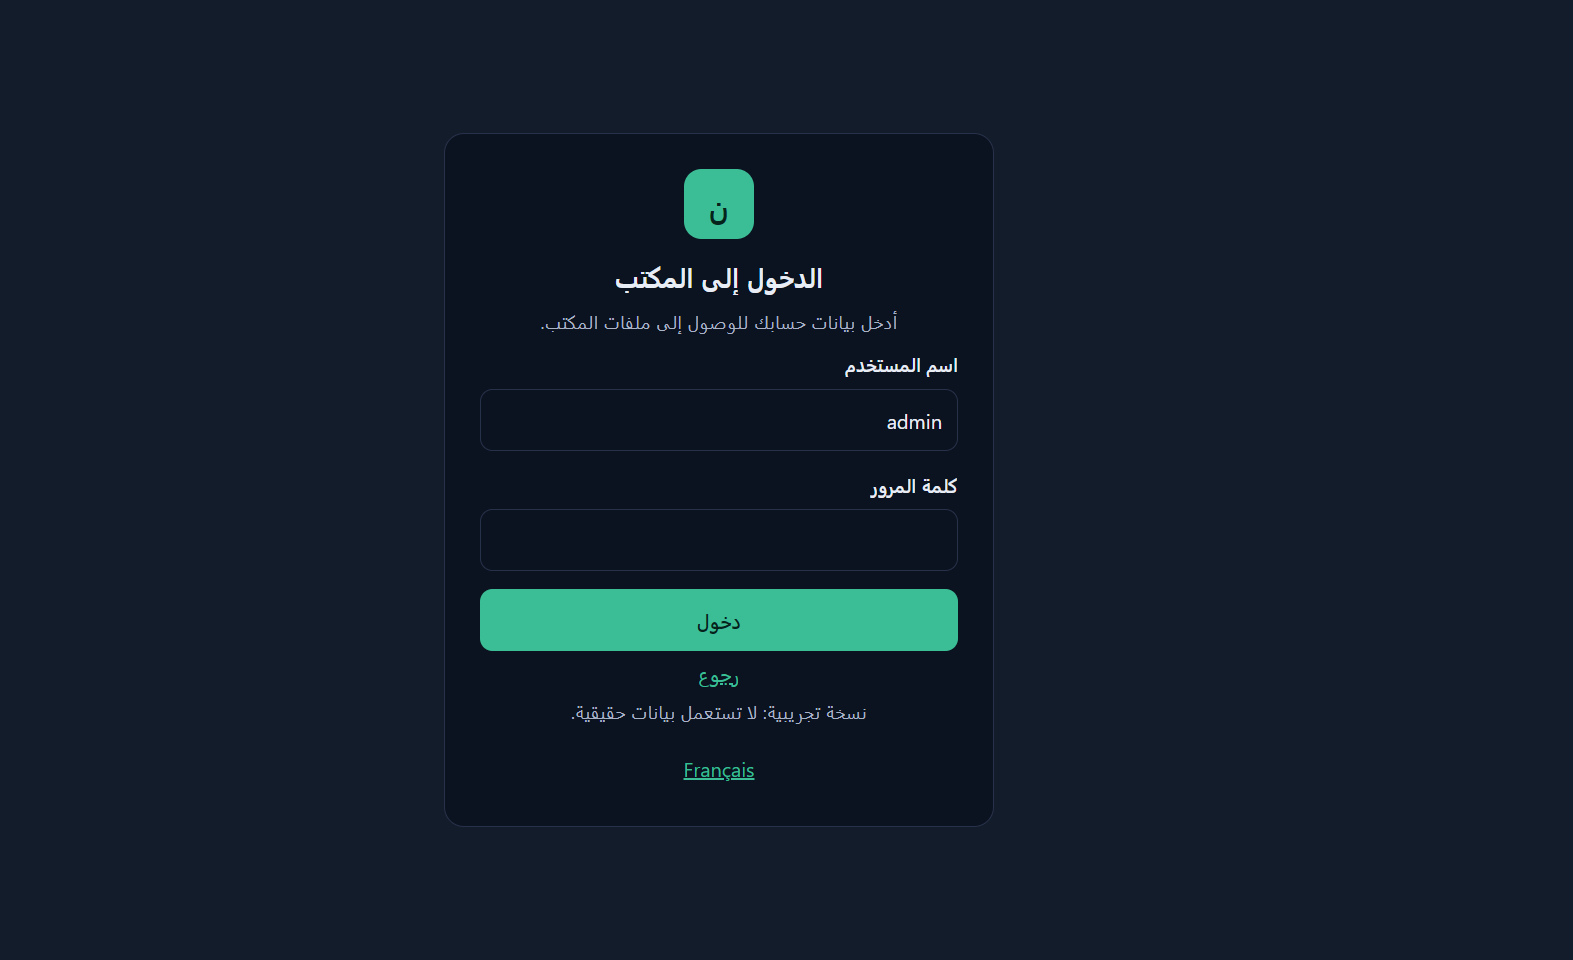 ن
الدخول إلى المكتب
أدخل بيانات حسابك للوصول إلى ملفات المكتب.
اسم المستخدم
admin
كلمة المرور
دخول
رجوع
نسخة تجريبية: لا تستعمل بيانات حقيقية.
Français